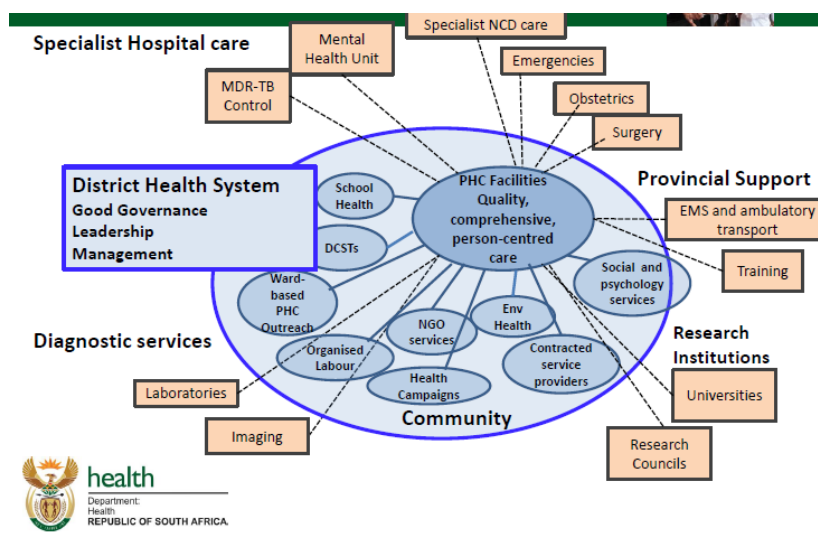 Specialist Hospital care
Mental
Health Unit
Specialist NCD care
Emergencies
MDR-TB
Control
Obstetrics
Surgery
District Health System
Good Governance
Leadership
Management
School
Health
PHC Facilities
Quality,
comprehensive,
person-centred
care
Provincial Support
EMS and ambulatory
transport
DCSTs
Training
Social and
psychology
services
Ward-
based
PHC
Outreach
Diagnostic services
NGO
services
Env
Health
Organised
Labour
Contracted
service
providers
Research
Institutions
Health
Campaigns
Laboratories
Universities
Community
Imaging
Research
Councils
health
Department:
Health
REPUBLIC OF SOUTH AFRICA